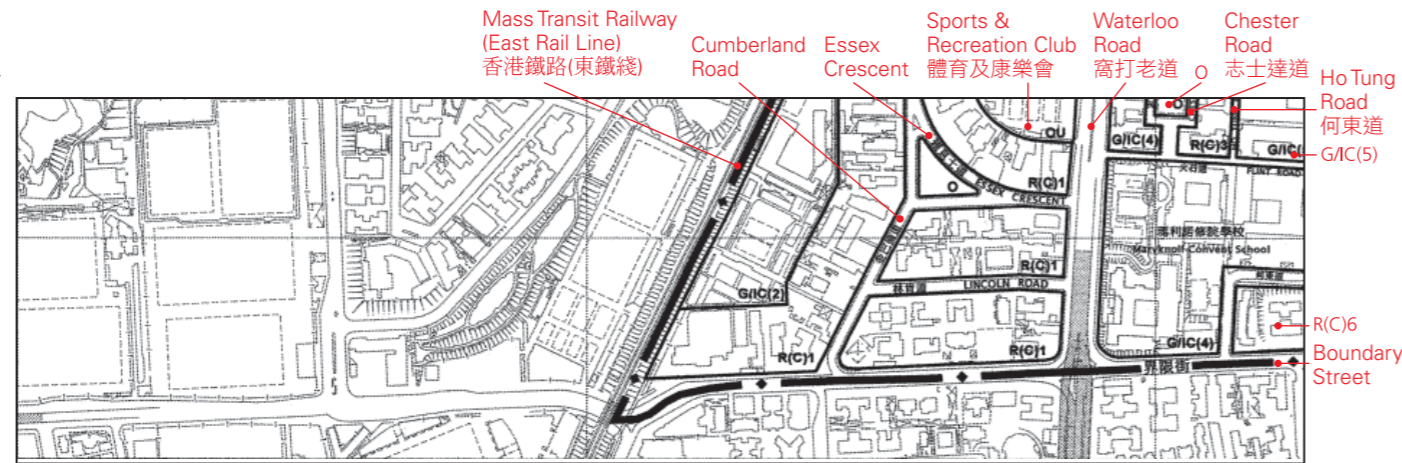 Mass Transit Railway
(East Rail Line)
香港鐵路(東鐵綫)
Cumberland
Road
Essex
Crescent
Sports &
Recreation Club
體育及康樂會
Waterloo
Road
窩打老道
O
Chester
Road
志士達道
Ho Tung
Road
何東道
G/IC(5)
O
OU
G/IC(4)
R(C)3
G/IC(
FLINT ROAD
R(C)1
O
ESSEX
CRESCENT
瑪利諾修院學校
Maryknoll Convent School
R(C)1
G/IC(2)
林肯道
LINCOLN ROAD
R(C)6
R(C)1
R(C)1
G/IC(4)
界限街
Boundary
Street